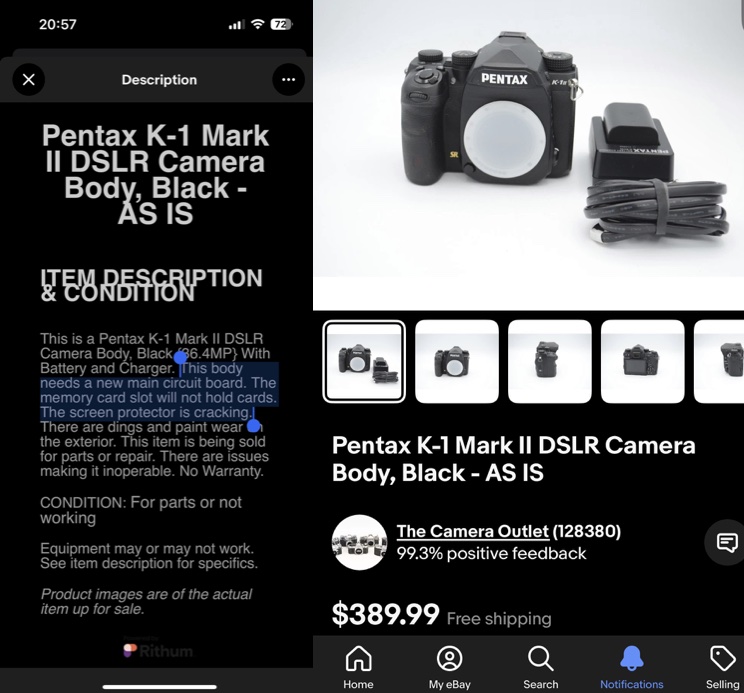 20:57
72
Description
Pentax K-1 Mark
II DSLR Camera
Body, Black -
AS IS
ITEM DESCRIPTION
& CONDITION
This is a Pentax K-1 Mark II DSLR
Camera Body, Black {36.4MP} With
Battery and Charger. This body
needs a new main circuit board. The
memory card slot will not hold cards.
The screen protector is cracking.
There are dings and paint wear on
the exterior. This item is being sold
for parts or repair. There are issues
making it inoperable. No Warranty.
CONDITION: For parts or not
working
Equipment may or may not work.
See item description for specifics.
Product images are of the actual
item up for sale.
Rithum
PENTAX
K-1 II
SR
PENTAX
Pentax K-1 Mark II DSLR Camera
Body, Black - AS IS
The Camera Outlet (128380)
99.3% positive feedback
$389.99 Free shipping
Home
My eBay
Search
Notifications
Selling